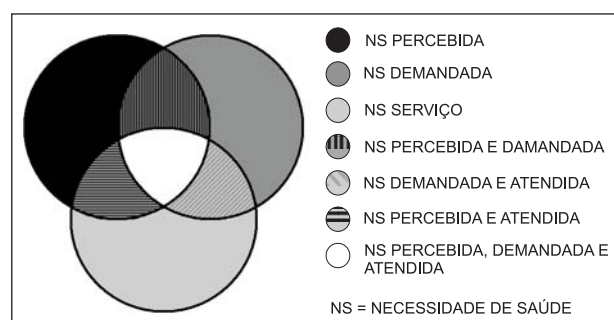 NS PERCEBIDA
NS DEMANDADA
NS SERVIÇO
NS PERCEBIDA E DAMANDADA
NS DEMANDADA E ATENDIDA
NS PERCEBIDA E ATENDIDA
NS PERCEBIDA, DEMANDADA E
ATENDIDA
NS = NECESSIDADE DE SAÚDE